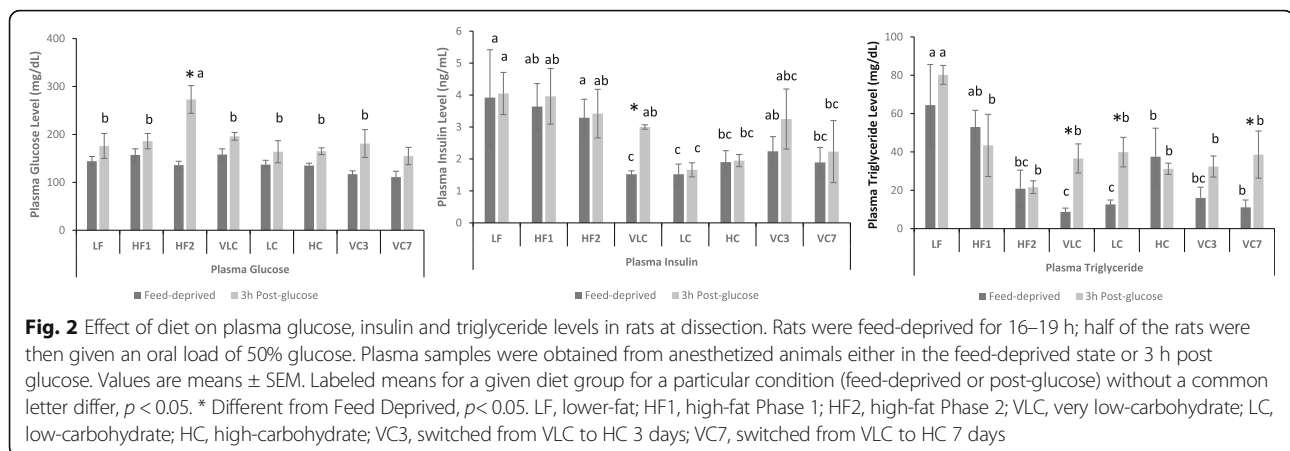 Plasma Glucose Level (mg/dL)
400
300
200
100
0
b
b
* a
b
b
b
b
LF
HF1
HF2
VLC
LC
HC
VC3
VC7
Plasma Glucose
Feed-deprived
3h Post-glucose
Plasma Insulin Level (ng/mL)
6
5
4
3
2
1
0
a
a
ab
ab
a
ab
*
ab
c
c
c
bc
bc
ab
abc
bc
abc
LF
HF1
HF2
VLC
LC
HC
VC3
VC7
Plasma Insulin
Feed-deprived
3h Post-glucose
Plasma Triglyceride Level (mg/dL)
100
80
60
40
20
0
a a
ab
b
bc
b
*b
c
*b
c
bc
b
bc
b
*b
b
LF
HF1
HF2
VLC
LC
HC
VC3
VC7
Plasma Triglyceride
Feed-deprived
3h Post-glucose
Fig. 2 Effect of diet on plasma glucose, insulin and triglyceride levels in rats at dissection. Rats were feed-deprived for 16–19 h; half of the rats were
then given an oral load of 50% glucose. Plasma samples were obtained from anesthetized animals either in the feed-deprived state or 3 h post
glucose. Values are means ± SEM. Labeled means for a given diet group for a particular condition (feed-deprived or post-glucose) without a common
letter differ, p < 0.05. * Different from Feed Deprived, p< 0.05. LF, lower-fat; HF1, high-fat Phase 1; HF2, high-fat Phase 2; VLC, very low-carbohydrate; LC,
low-carbohydrate; HC, high-carbohydrate; VC3, switched from VLC to HC 3 days; VC7, switched from VLC to HC 7 days